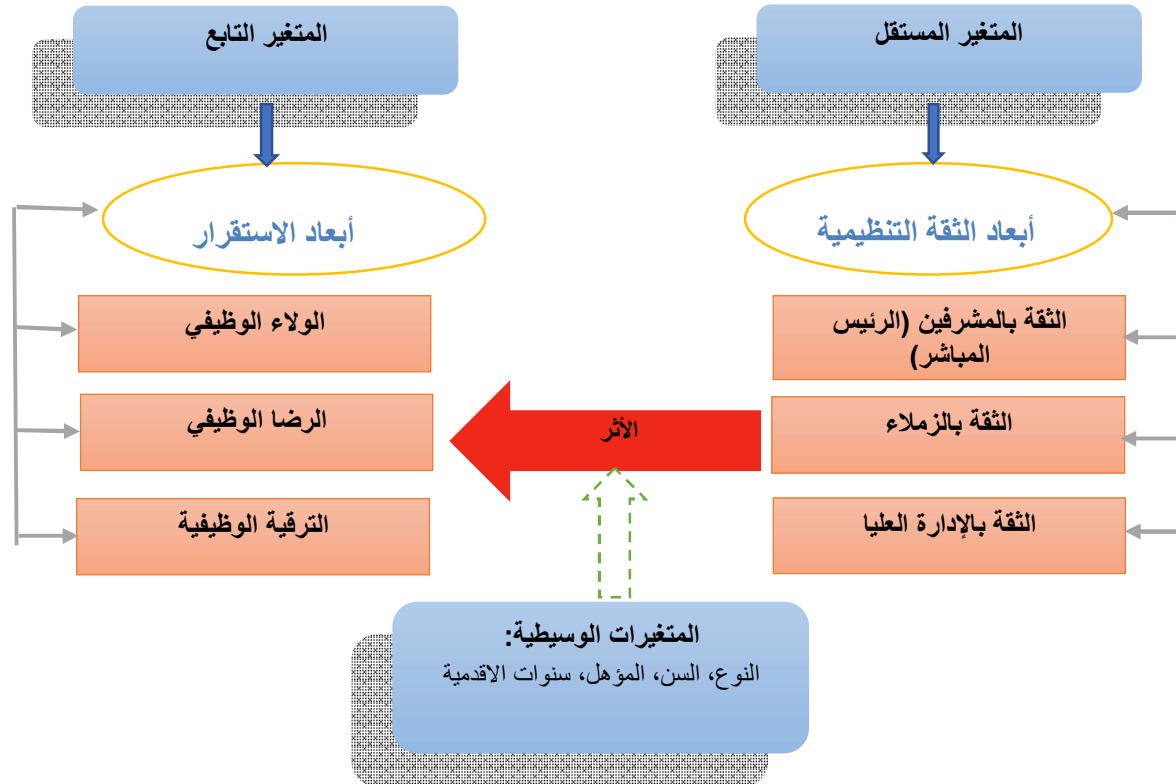 المتغير المستقل
المتغير التابع
أبعاد الثقة التنظيمية
أبعاد الاستقرار
الثقة بالمشرفين (الرئيس
المباشر)
الولاء الوظيفي
الثقة بالزملاء
الأثر
الرضا الوظيفي
الثقة بالإدارة العليا
الترقية الوظيفية
المتغيرات الوسيطية:
النوع، السن، المؤهل، سنوات الاقدمية